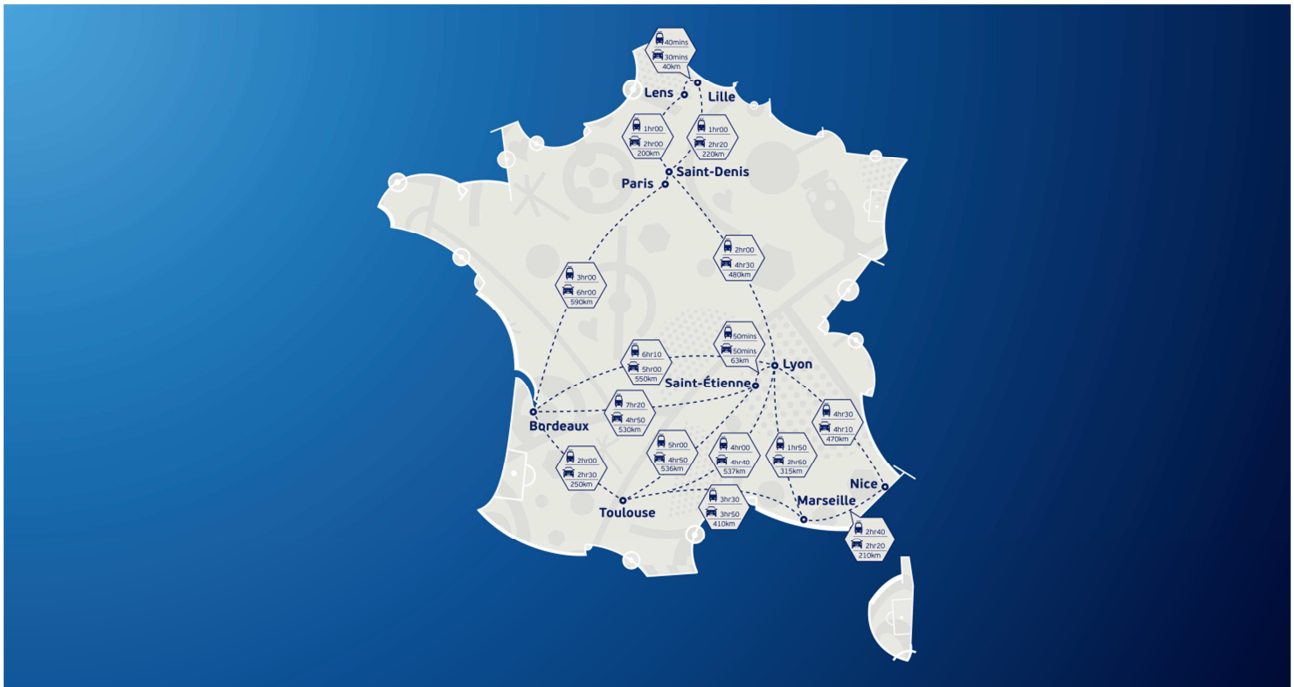 40mins
30mins
40km
Lens
Lille
1hr00
2hr00
200km
1hr00
2hr20
220km
Saint-Denis
Paris
2hr00
4hr30
480km
3hr00
6hr00
590km
50mins
50mins
63km
6hr10
5hr00
550km
Lyon
Saint-Étienne
7hr20
4hr50
530km
4hr30
4hr10
470km
Bordeaux
5hr00
4hr50
536km
4hr00
4hr40
537km
1hr50
2hr50
315km
2hr00
2hr30
250km
Nice
Marseille
Toulouse
3hr30
3hr50
410km
2hr40
2hr20
210km